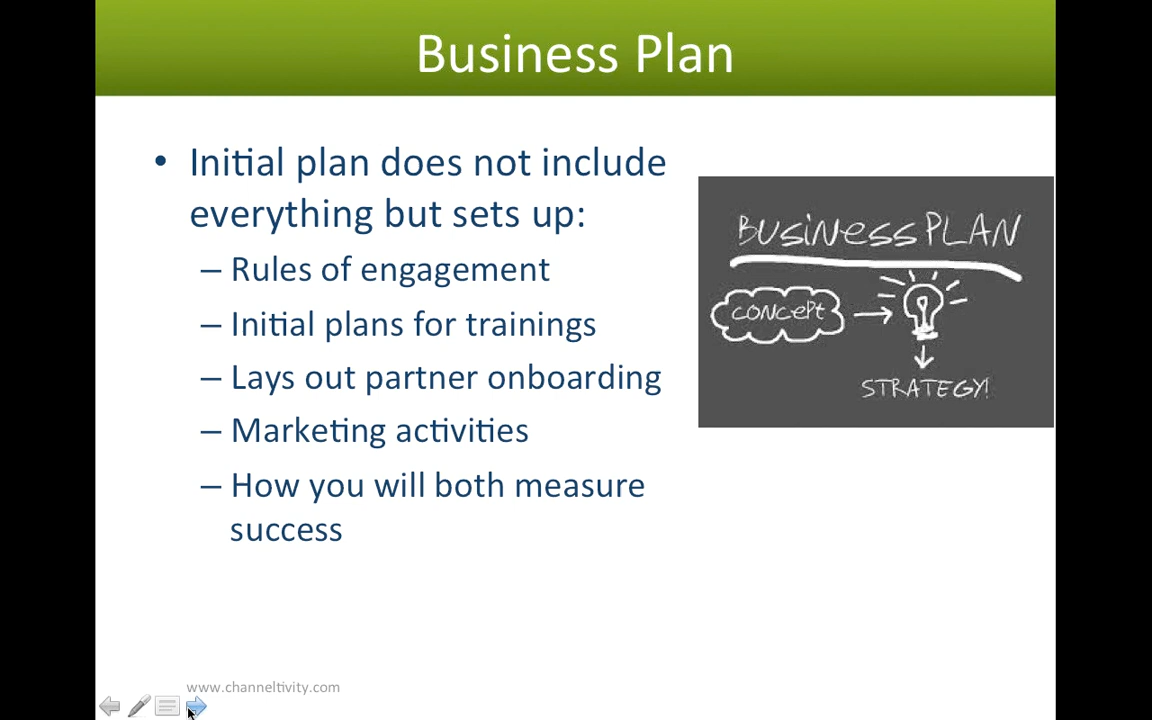 Business Plan
• Initial plan does not include
everything but sets up:
– Rules of engagement
– Initial plans for trainings
– Lays out partner onboarding
– Marketing activities
– How you will both measure
success
BUSINESS PLAN
CONCEPT
STRATEGY!
www.channeltivity.com